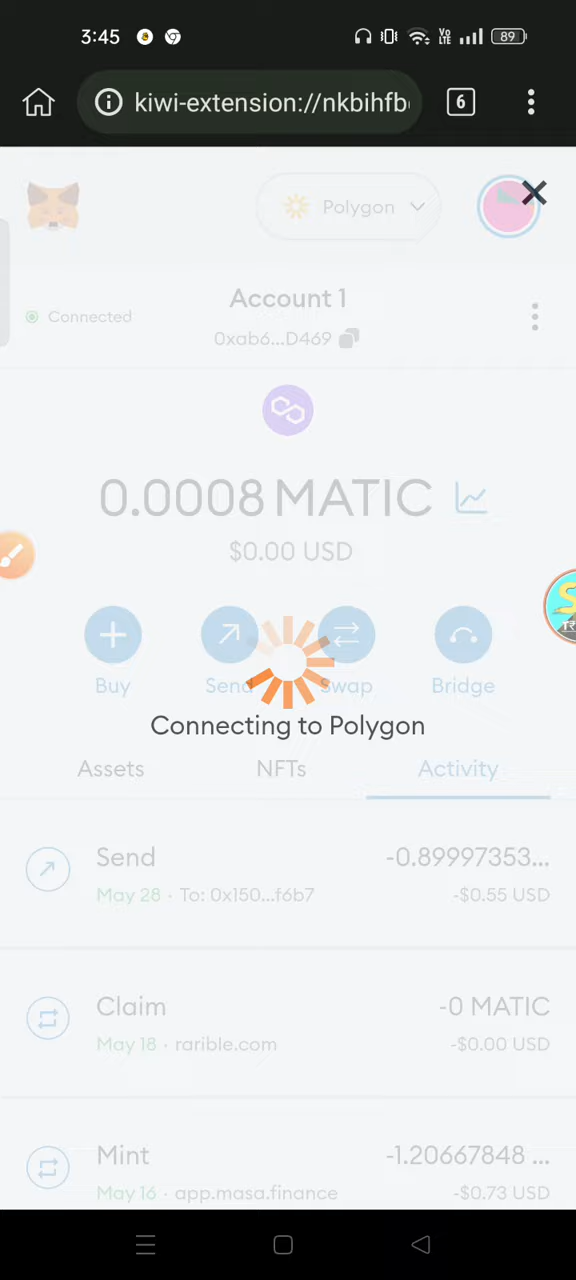 3:45
Vo LTE 89
kiwi-extension://nkbihfb
6
Polygon
Account 1
Connected
0xab6...D469
0.0008 MATIC
$0.00 USD
Buy
Send
Swap
Bridge
Connecting to Polygon
Assets
NFTs
Activity
Send
-0.89997353...
May 28 · To: 0x150...f6b7
-$0.55 USD
Claim
-0 MATIC
May 18 · rarible.com
-$0.00 USD
Mint
-1.20667848 ...
May 16 · app.masa.finance
-$0.73 USD